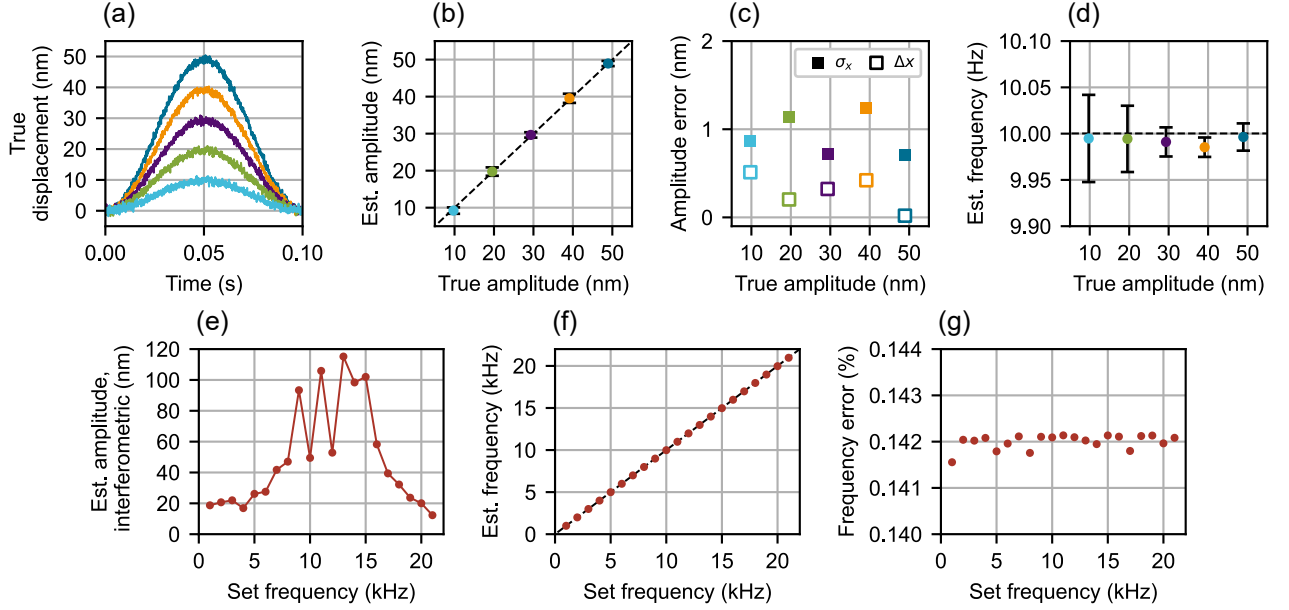 (a)
True
displacement (nm)
50
40
30
20
10
0
0.00
0.05
0.10
Time (s)
(b)
Est. amplitude (nm)
50
40
30
20
10
10
20
30
40
50
True amplitude (nm)
(c)
Amplitude error (nm)
2
1
0
σₓ
Δx
10
20
30
40
50
True amplitude (nm)
(d)
Est. frequency (Hz)
10.10
10.05
10.00
9.95
9.90
10
20
30
40
50
True amplitude (nm)
(e)
Est. amplitude,
interferometric (nm)
120
100
80
60
40
20
0
0
5
10
15
20
Set frequency (kHz)
(f)
Est. frequency (kHz)
20
15
10
5
0
0
5
10
15
20
Set frequency (kHz)
(g)
Frequency error (%)
0.144
0.143
0.142
0.141
0.140
0
5
10
15
20
Set frequency (kHz)